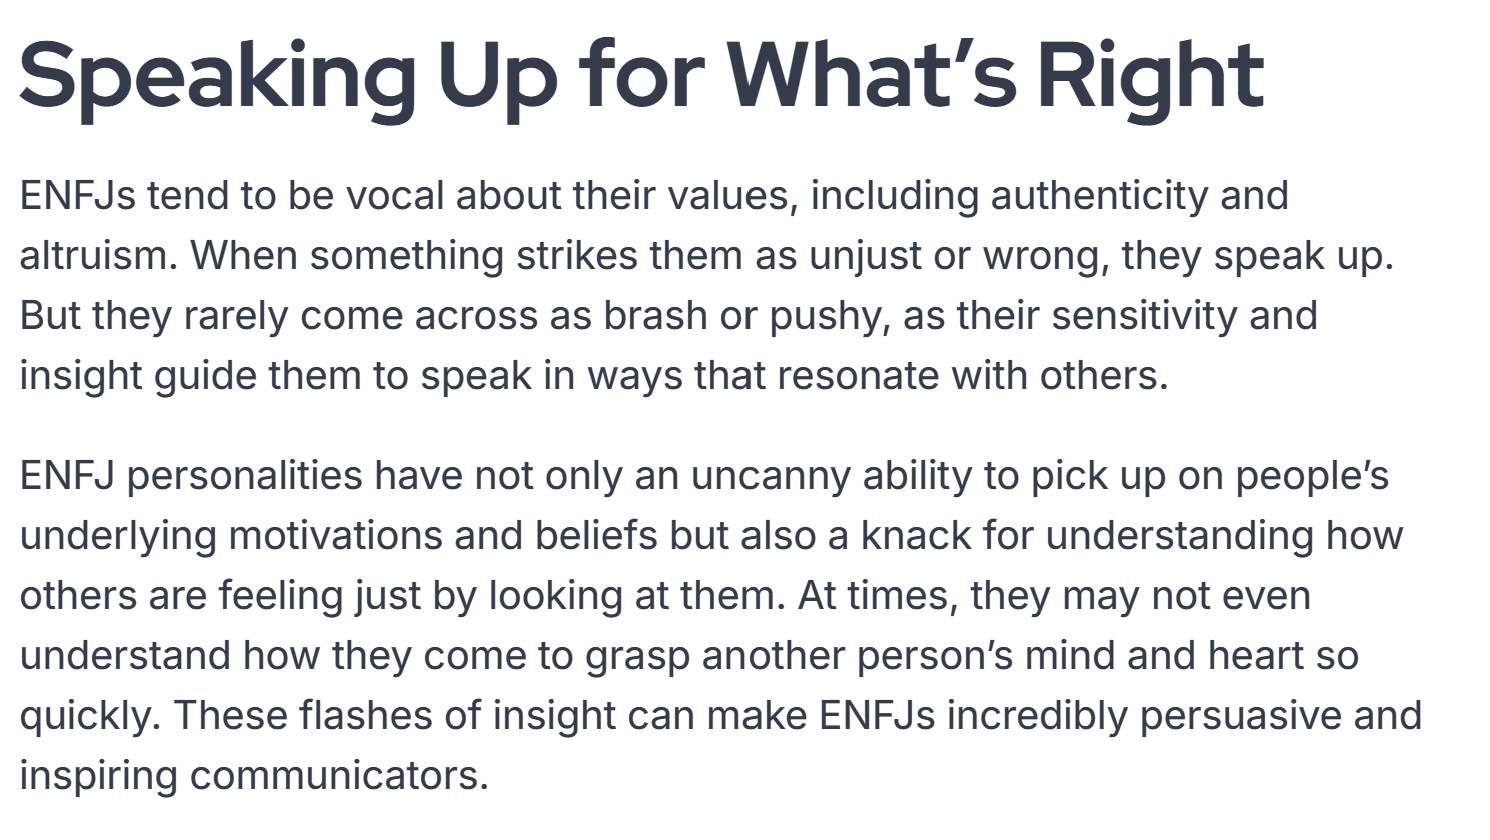 Speaking Up for What’s Right
ENFJs tend to be vocal about their values, including authenticity and
altruism. When something strikes them as unjust or wrong, they speak up.
But they rarely come across as brash or pushy, as their sensitivity and
insight guide them to speak in ways that resonate with others.
ENFJ personalities have not only an uncanny ability to pick up on people’s
underlying motivations and beliefs but also a knack for understanding how
others are feeling just by looking at them. At times, they may not even
understand how they come to grasp another person’s mind and heart so
quickly. These flashes of insight can make ENFJs incredibly persuasive and
inspiring communicators.